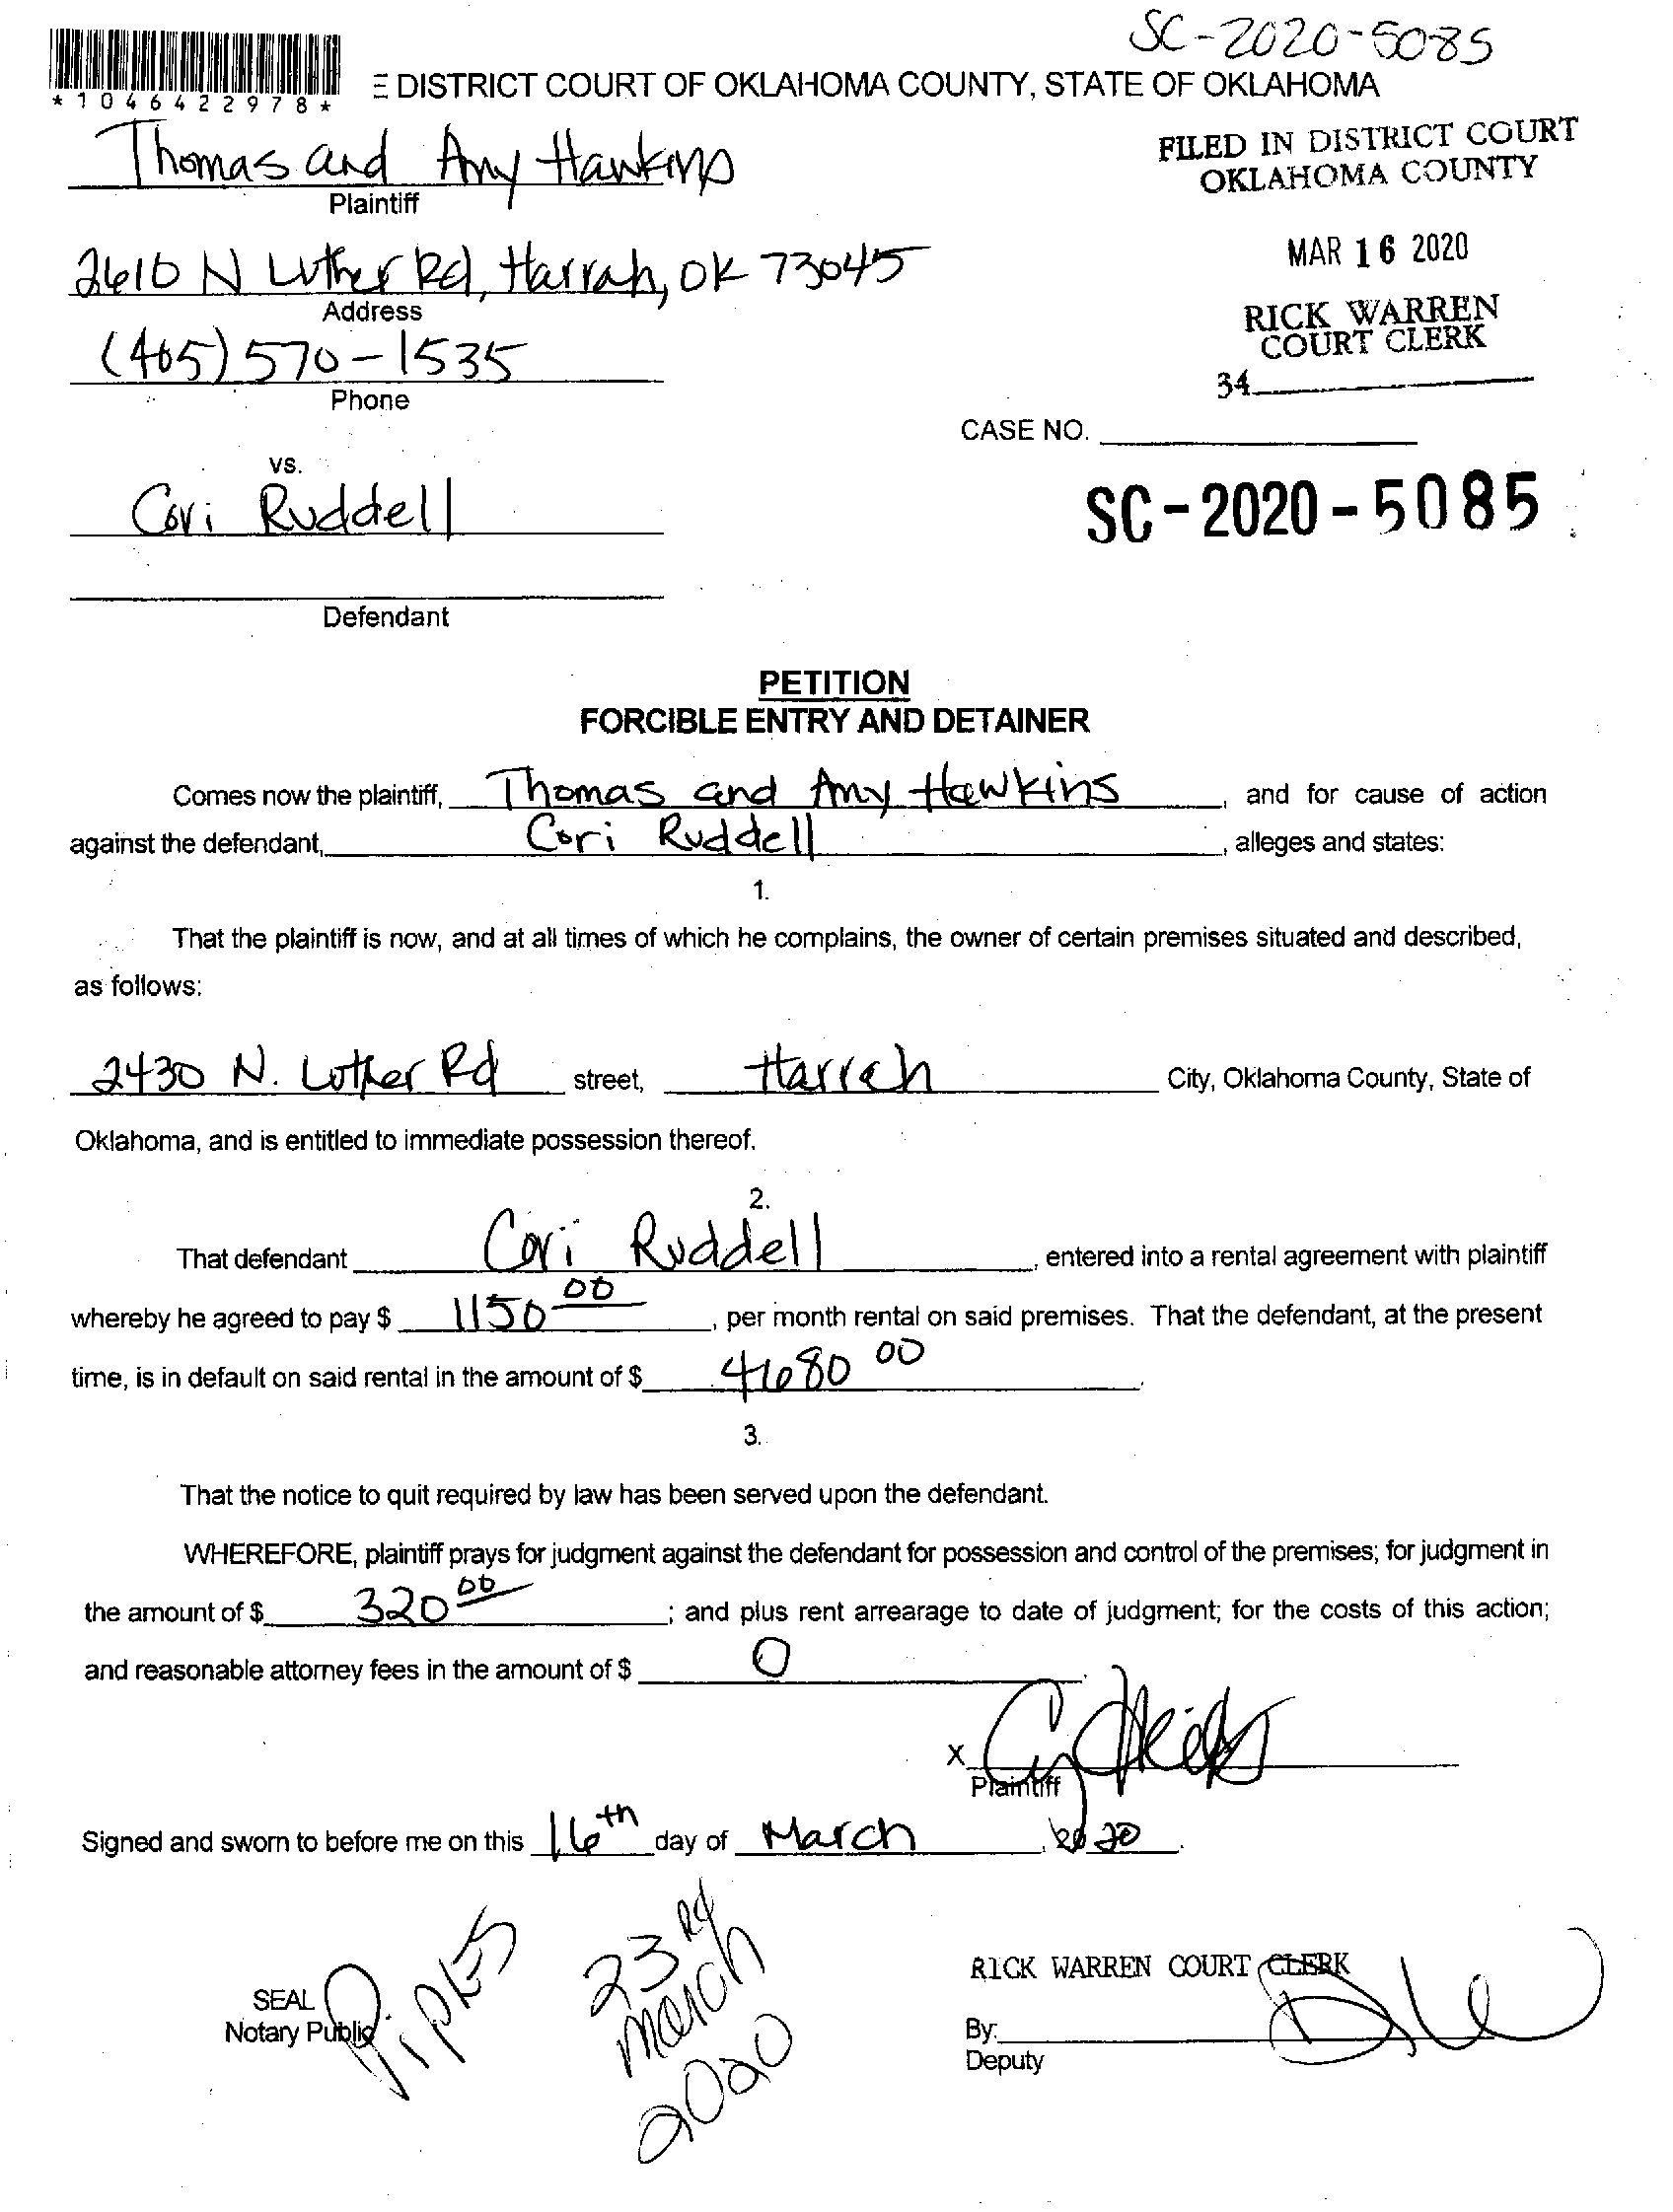 SC-2020-5085
*1046422978*
E DISTRICT COURT OF OKLAHOMA COUNTY, STATE OF OKLAHOMA
Thomas and Amy Hawkins
Plaintiff
FILED IN DISTRICT COURT
OKLAHOMA COUNTY
2610 N Luther Rd, Harrah, OK 73045
Address
MAR 16 2020
(405) 570-1535
Phone
RICK WARREN
COURT CLERK
34
CASE NO.
vs.
Cori Ruddell
SC-2020-5085
Defendant
PETITION
FORCIBLE ENTRY AND DETAINER
Comes now the plaintiff, Thomas and Amy Hawkins, and for cause of action
against the defendant, Cori Ruddell, alleges and states:
1.
That the plaintiff is now, and at all times of which he complains, the owner of certain premises situated and described,
as follows:
2430 N. Luther Rd street, Harrah City, Oklahoma County, State of
Oklahoma, and is entitled to immediate possession thereof.
2.
That defendant Cori Ruddell, entered into a rental agreement with plaintiff
whereby he agreed to pay $ 1150 00, per month rental on said premises. That the defendant, at the present
time, is in default on said rental in the amount of $ 4680 00.
3.
That the notice to quit required by law has been served upon the defendant.
WHEREFORE, plaintiff prays for judgment against the defendant for possession and control of the premises; for judgment in
the amount of $ 320 00; and plus rent arrearage to date of judgment; for the costs of this action;
and reasonable attorney fees in the amount of $ 0.
X
Plaintiff
Signed and sworn to before me on this 16th day of March, 2020.
SEAL
Notary Public
Pipkes
23rd
march
2020
RICK WARREN COURT CLERK
By:
Deputy